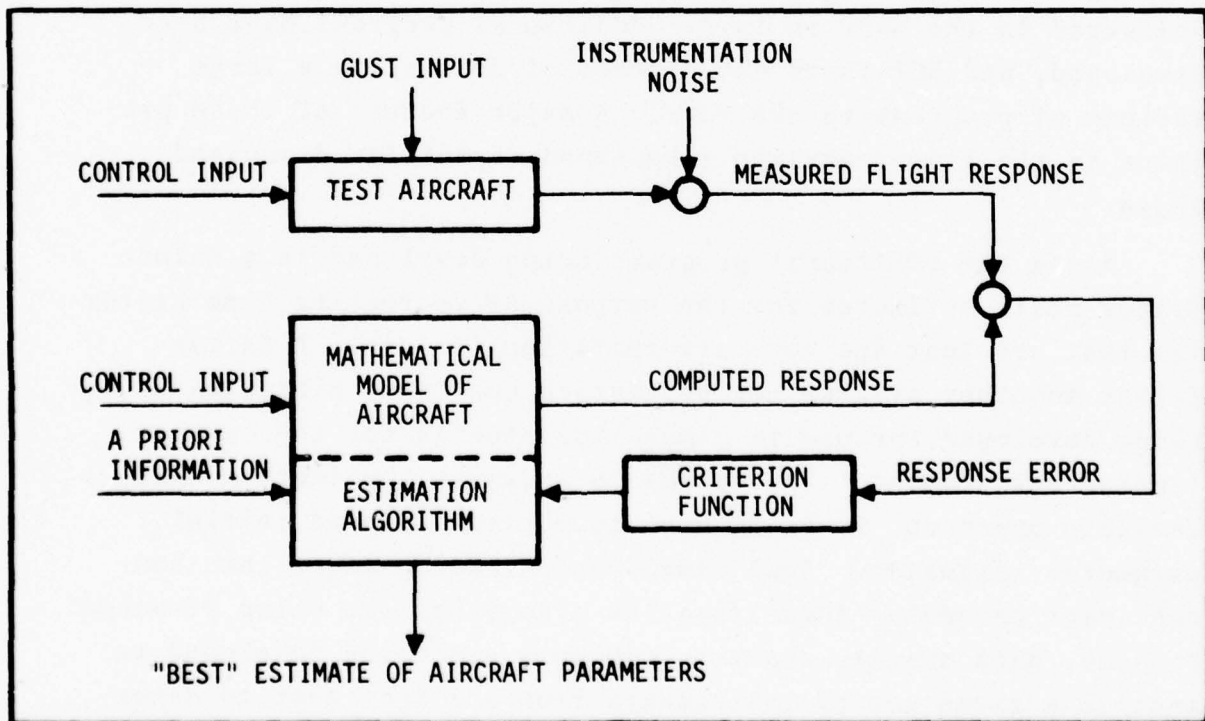 GUST INPUT
INSTRUMENTATION
NOISE
CONTROL INPUT
TEST AIRCRAFT
MEASURED FLIGHT RESPONSE
CONTROL INPUT
MATHEMATICAL
MODEL OF
AIRCRAFT
COMPUTED RESPONSE
A PRIORI
INFORMATION
ESTIMATION
ALGORITHM
CRITERION
FUNCTION
RESPONSE ERROR
"BEST" ESTIMATE OF AIRCRAFT PARAMETERS